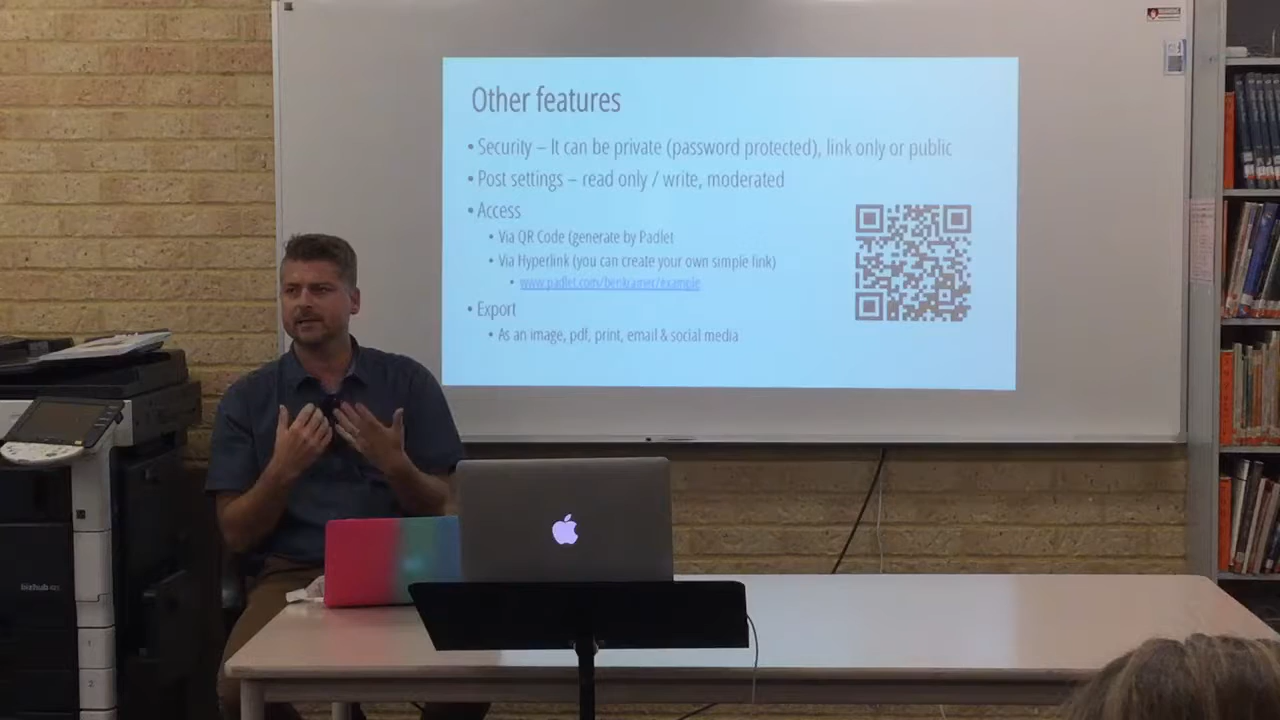 Other features
• Security – It can be private (password protected), link only or public
• Post settings – read only / write, moderated
• Access
• Via QR Code (generate by Padlet
• Via Hyperlink (you can create your own simple link)
• www.padlet.com/benkramer/example
• Export
• As an image, pdf, print, email & social media
bizhub